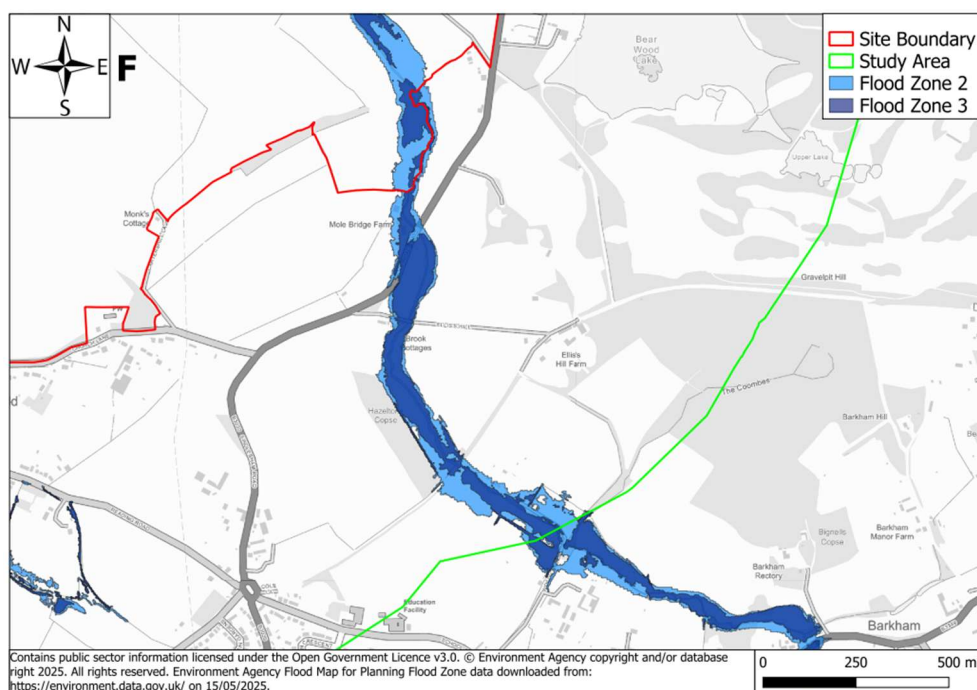 N
W E F
S
Site Boundary
Study Area
Flood Zone 2
Flood Zone 3
Bear
Wood
Lake
Upper Lake
Monk's
Cottage
Mole Bridge Farm
Gravelpit Hill
Brook
Cottages
Ellis's
Hill Farm
The Coombes
Barkham Hill
Hazelton
Copse
READING ROAD
Bignells
Copse
Barkham
Manor Farm
Barkham
Rectory
Education
Facility
Barkham
Contains public sector information licensed under the Open Government Licence v3.0. © Environment Agency copyright and/or database
right 2025. All rights reserved. Environment Agency Flood Map for Planning Flood Zone data downloaded from:
https://environment.data.gov.uk/ on 15/05/2025.
0 250 500 m